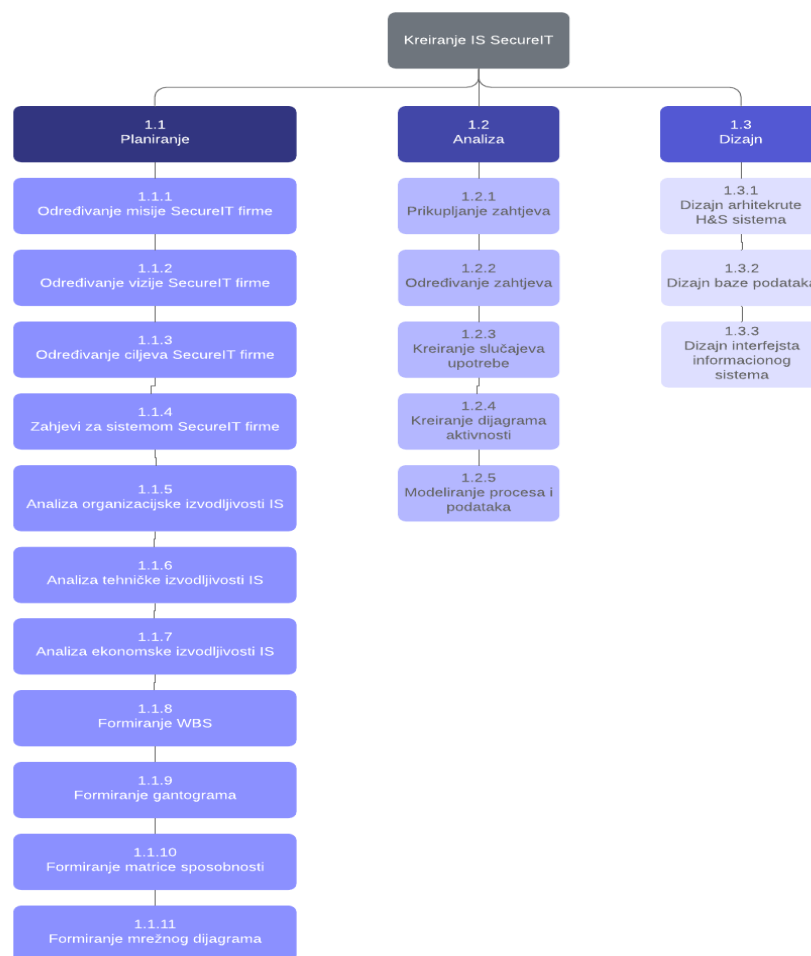 Kreiranje IS SecureIT
1.1
Planiranje
1.1.1
Određivanje misije SecureIT firme
1.1.2
Određivanje vizije SecureIT firme
1.1.3
Određivanje ciljeva SecureIT firme
1.1.4
Zahjevi za sistemom SecureIT firme
1.1.5
Analiza organizacijske izvodljivosti IS
1.1.6
Analiza tehničke izvodljivosti IS
1.1.7
Analiza ekonomske izvodljivosti IS
1.1.8
Formiranje WBS
1.1.9
Formiranje gantograma
1.1.10
Formiranje matrice sposobnosti
1.1.11
Formiranje mrežnog dijagrama
1.2
Analiza
1.2.1
Prikupljanje zahtjeva
1.2.2
Određivanje zahtjeva
1.2.3
Kreiranje slučajeva
upotrebe
1.2.4
Kreiranje dijagrama
aktivnosti
1.2.5
Modeliranje procesa i
podataka
1.3
Dizajn
1.3.1
Dizajn arhitekrute
H&S sistema
1.3.2
Dizajn baze podataka
1.3.3
Dizajn interfejsta
informacionog
sistema